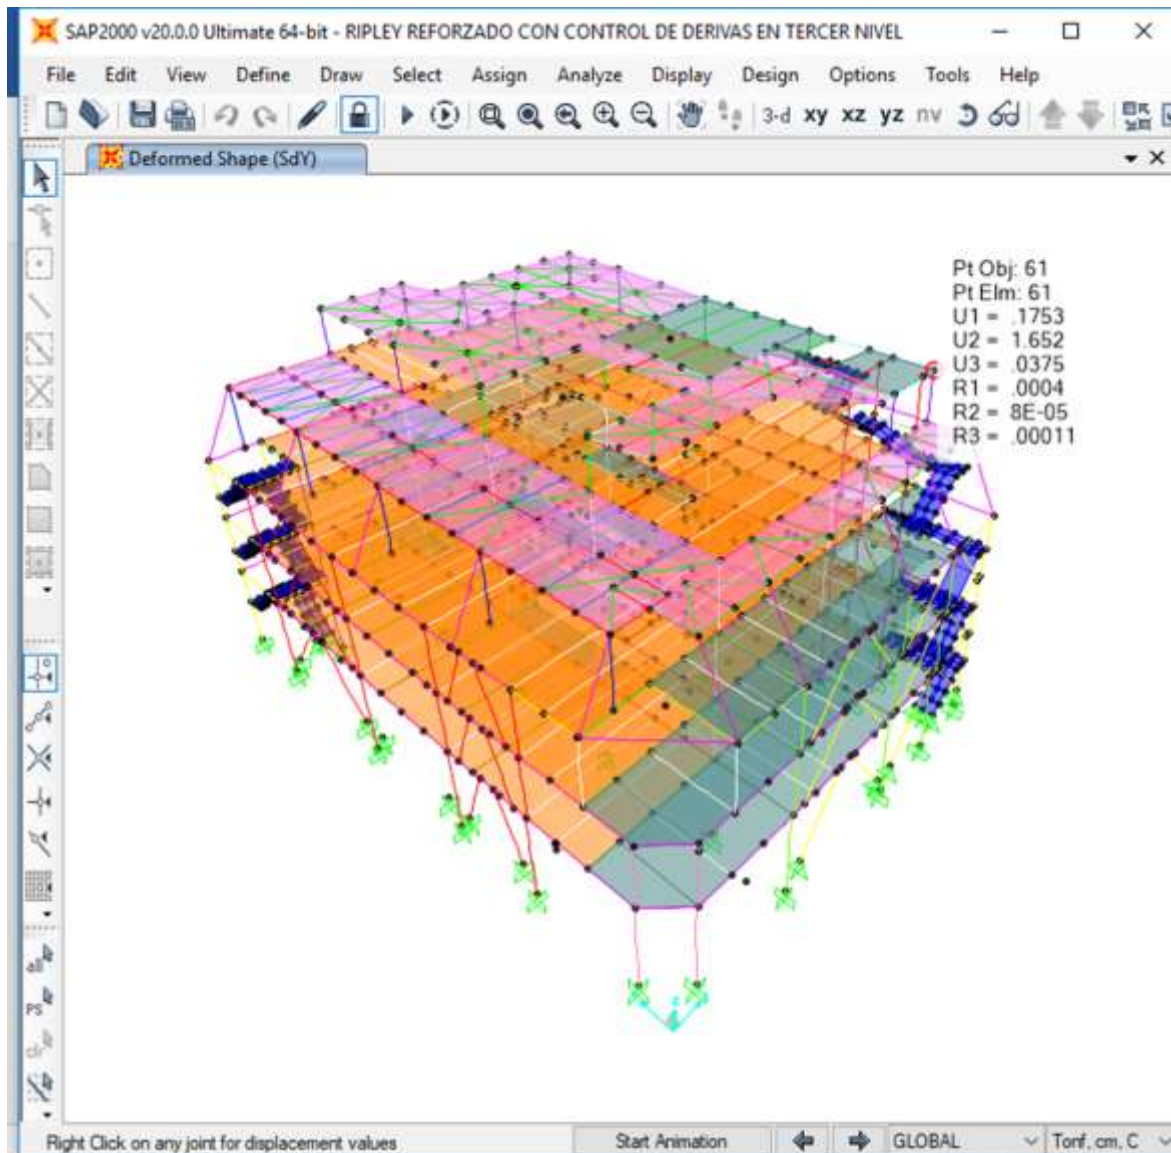 SAP2000 v20.0.0 Ultimate 64-bit - RIPLEY REFORZADO CON CONTROL DE DERIVAS EN TERCER NIVEL
File Edit View Define Draw Select Assign Analyze Display Design Options Tools Help
3-d xy xz yz nv
Deformed Shape (SdY)
Pt Obj: 61
Pt Elm: 61
U1 = .1753
U2 = 1.652
U3 = .0375
R1 = .0004
R2 = 8E-05
R3 = .00011
all
PS
clr
Right Click on any joint for displacement values
Start Animation
GLOBAL
Tonf, cm, C